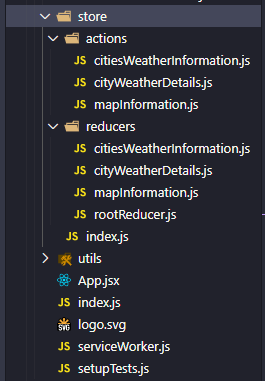 store
actions
JS citiesWeatherInformation.js
JS cityWeatherDetails.js
JS mapInformation.js
reducers
JS citiesWeatherInformation.js
JS cityWeatherDetails.js
JS mapInformation.js
JS rootReducer.js
JS index.js
utils
App.jsx
JS index.js
SVG logo.svg
JS serviceWorker.js
JS setupTests.js